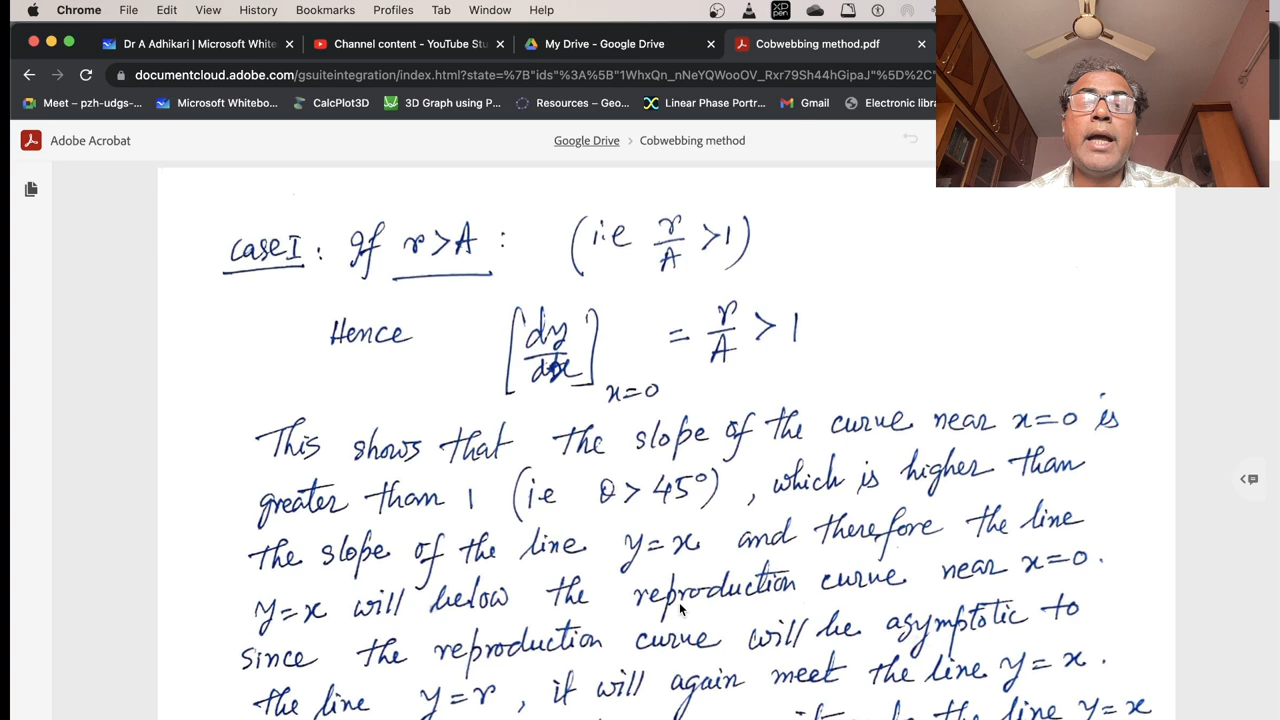 Chrome File Edit View History Bookmarks Profiles Tab Window Help
Dr A Adhikari | Microsoft White
Channel content - YouTube Stu
My Drive - Google Drive
Cobwebbing method.pdf
documentcloud.adobe.com/gsuiteintegration/index.html?state=%7B"ids"%3A%5B"1WhxQn_nNeYQWooOV_Rxr79Sh44hGipaJ"%5D%2C"
Meet – pzh-udgs-... Microsoft Whitebo... CalcPlot3D 3D Graph using P... Resources – Geo... Linear Phase Portr... Gmail Electronic libra
Adobe Acrobat
Google Drive > Cobwebbing method
Case I : If r > A : (i.e r/A > 1)
Hence [dy/dx] x=0 = r/A > 1
This shows that the slope of the curve near x=0 is
greater than 1 (i.e θ > 45°), which is higher than
the slope of the line y=x and therefore the line
y=x will below the reproduction curve near x=0.
since the reproduction curve will be asymptotic to
the line y=r, it will again meet the line y=x.
the line y=x